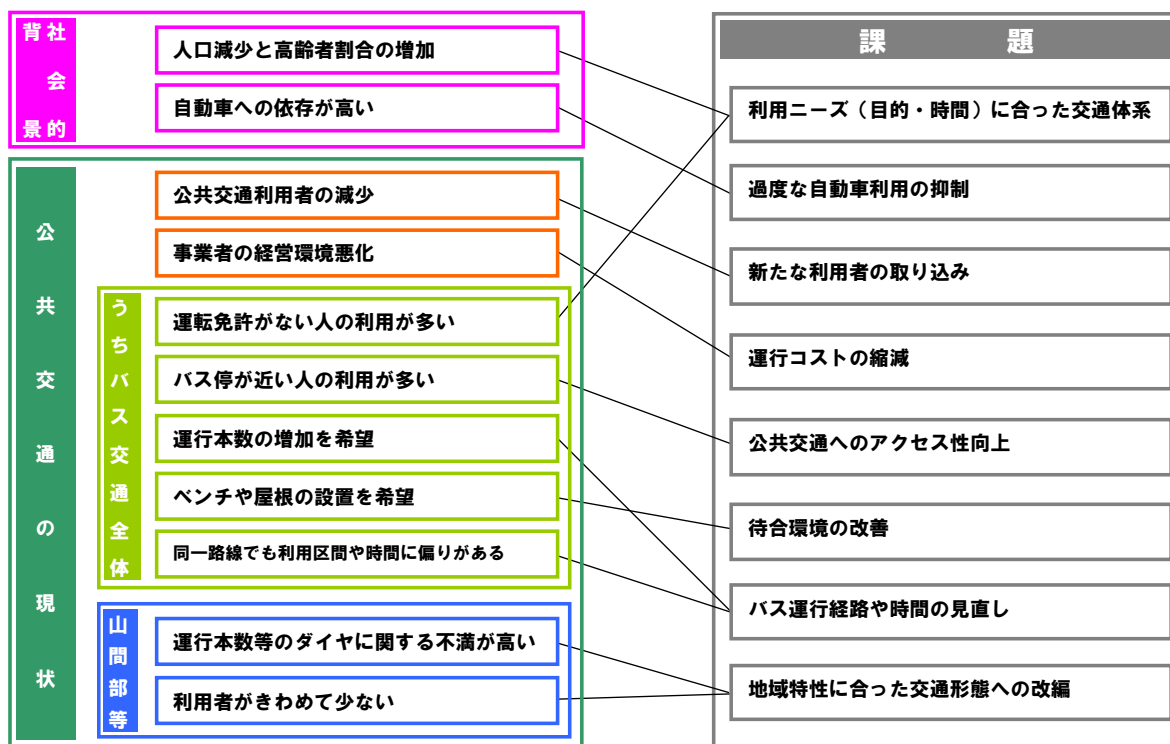 社会的背景
人口減少と高齢者割合の増加
自動車への依存が高い
公共交通の現状
公共交通利用者の減少
事業者の経営環境悪化
うちバス交通全体
運転免許がない人の利用が多い
バス停が近い人の利用が多い
運行本数の増加を希望
ベンチや屋根の設置を希望
同一路線でも利用区間や時間に偏りがある
山間部等
運行本数等のダイヤに関する不満が高い
利用者がきわめて少ない
課題
利用ニーズ（目的・時間）に合った交通体系
過度な自動車利用の抑制
新たな利用者の取り込み
運行コストの縮減
公共交通へのアクセス性向上
待合環境の改善
バス運行経路や時間の見直し
地域特性に合った交通形態への改編